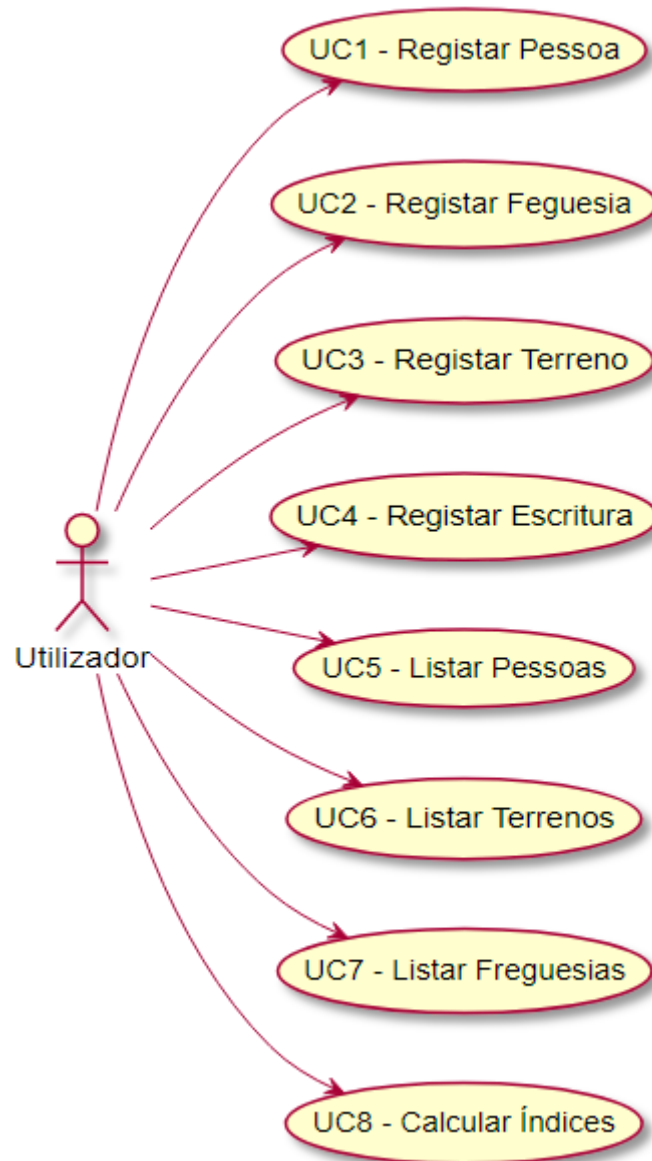 UC1 - Registar Pessoa
UC2 - Registar Feguesia
UC3 - Registar Terreno
UC4 - Registar Escritura
Utilizador
UC5 - Listar Pessoas
UC6 - Listar Terrenos
UC7 - Listar Freguesias
UC8 - Calcular Índices